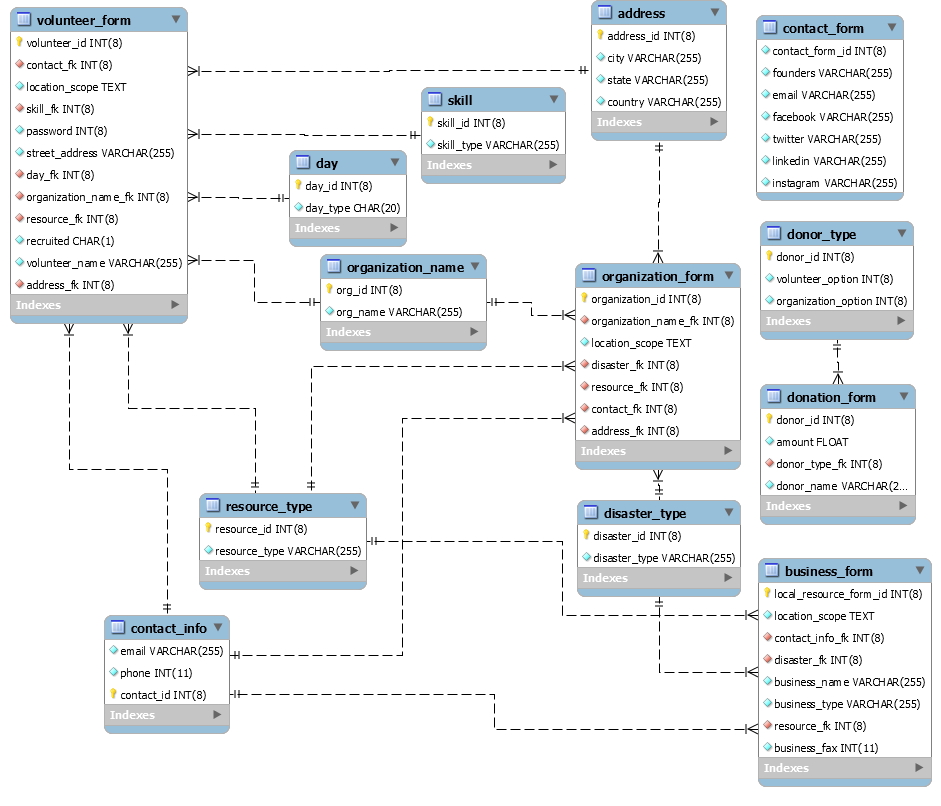 volunteer_form
volunteer_id INT(8)
contact_fk INT(8)
location_scope TEXT
skill_fk INT(8)
password INT(8)
street_address VARCHAR(255)
day_fk INT(8)
organization_name_fk INT(8)
resource_fk INT(8)
recruited CHAR(1)
volunteer_name VARCHAR(255)
address_fk INT(8)
Indexes
address
address_id INT(8)
city VARCHAR(255)
state VARCHAR(255)
country VARCHAR(255)
Indexes
contact_form
contact_form_id INT(8)
founders VARCHAR(255)
email VARCHAR(255)
facebook VARCHAR(255)
twitter VARCHAR(255)
linkedin VARCHAR(255)
instagram VARCHAR(255)
skill
skill_id INT(8)
skill_type VARCHAR(255)
Indexes
day
day_id INT(8)
day_type CHAR(20)
Indexes
organization_name
org_id INT(8)
org_name VARCHAR(255)
Indexes
organization_form
organization_id INT(8)
organization_name_fk INT(8)
location_scope TEXT
disaster_fk INT(8)
resource_fk INT(8)
contact_fk INT(8)
address_fk INT(8)
Indexes
donor_type
donor_id INT(8)
volunteer_option INT(8)
organization_option INT(8)
Indexes
donation_form
donor_id INT(8)
amount FLOAT
donor_type_fk INT(8)
donor_name VARCHAR(2...
Indexes
resource_type
resource_id INT(8)
resource_type VARCHAR(255)
Indexes
disaster_type
disaster_id INT(8)
disaster_type VARCHAR(255)
Indexes
contact_info
email VARCHAR(255)
phone INT(11)
contact_id INT(8)
Indexes
business_form
local_resource_form_id INT(8)
location_scope TEXT
contact_info_fk INT(8)
disaster_fk INT(8)
business_name VARCHAR(255)
business_type VARCHAR(255)
resource_fk INT(8)
business_fax INT(11)
Indexes